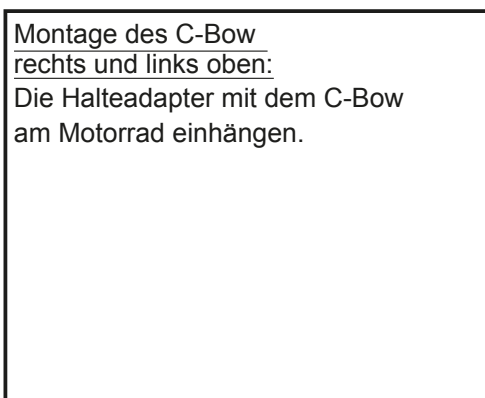 Montage des C-Bow
rechts und links oben:
Die Halteadapter mit dem C-Bow
am Motorrad einhängen.